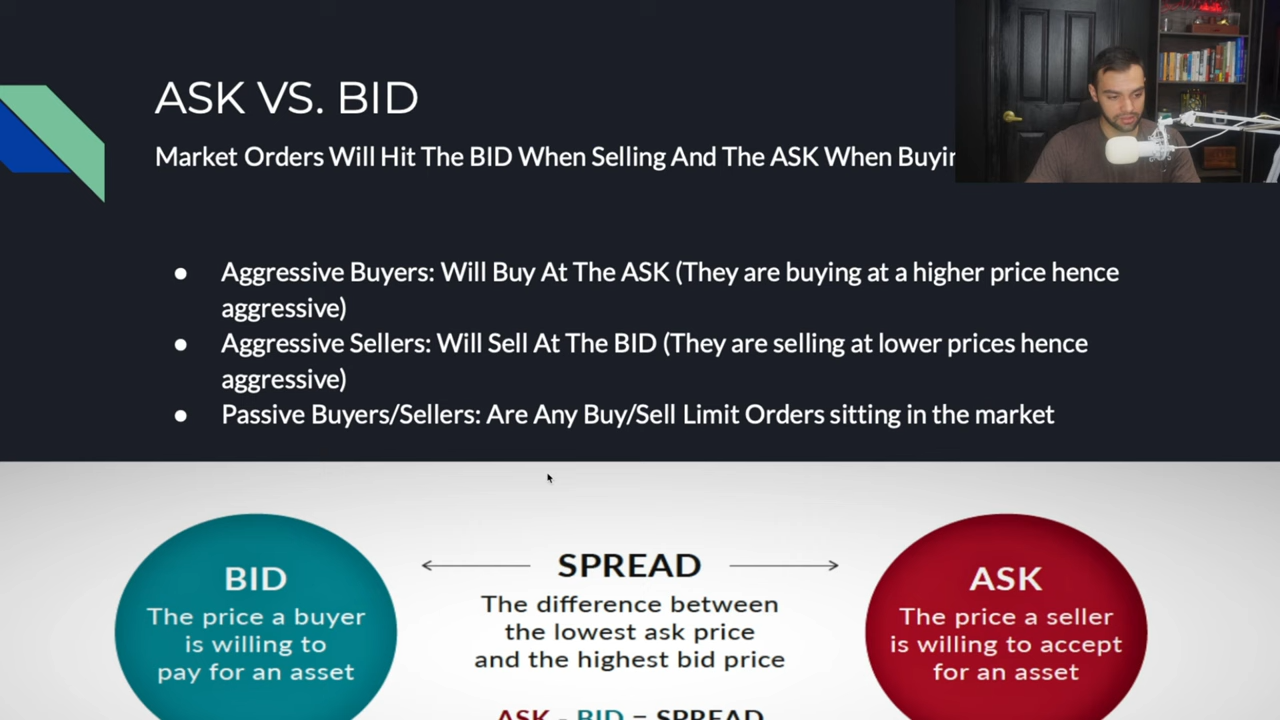 ASK VS. BID
Market Orders Will Hit The BID When Selling And The ASK When
● Aggressive Buyers: Will Buy At The ASK (They are buying at a higher price hence
aggressive)
● Aggressive Sellers: Will Sell At The BID (They are selling at lower prices hence
aggressive)
● Passive Buyers/Sellers: Are Any Buy/Sell Limit Orders sitting in the market
BID
The price a buyer
is willing to
pay for an asset
SPREAD
The difference between
the lowest ask price
and the highest bid price
ASK - BID = SPREAD
ASK
The price a seller
is willing to accept
for an asset